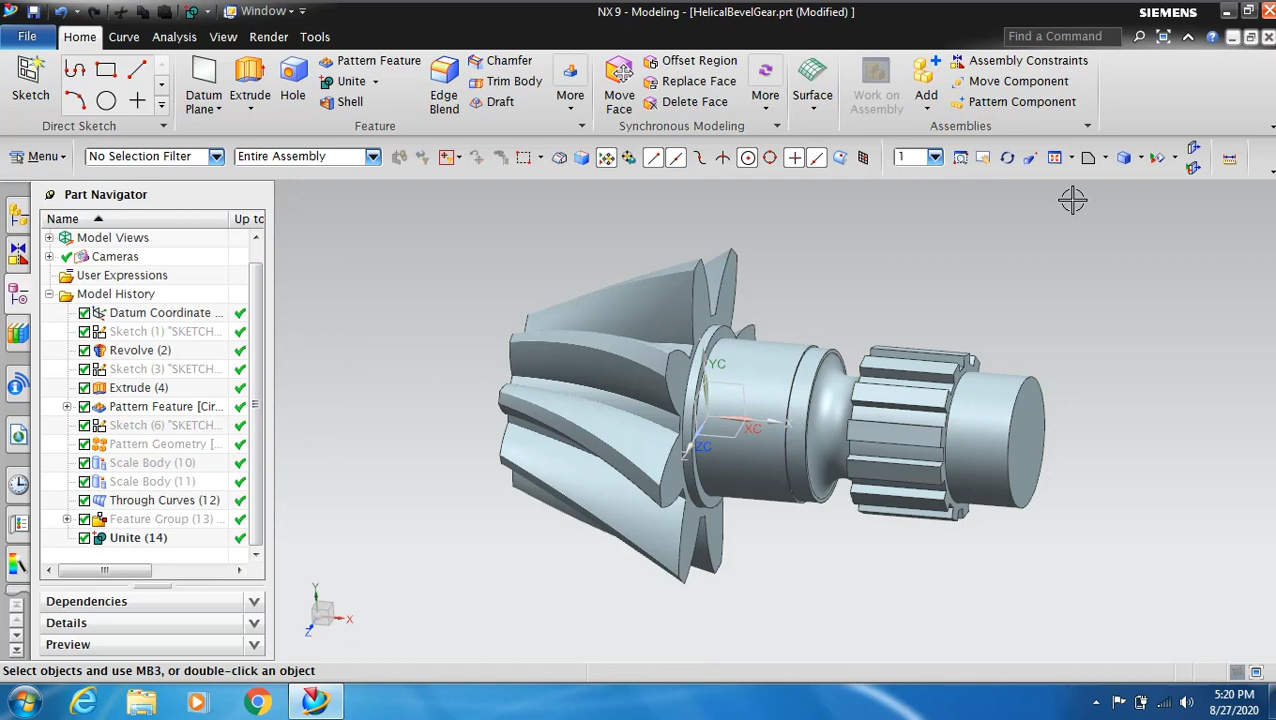 Window
NX 9 - Modeling - [HelicalBevelGear.prt (Modified) ]
SIEMENS
File
Home
Curve
Analysis
View
Render
Tools
Find a Command
Sketch
Direct Sketch
Datum
Plane
Extrude
Hole
Pattern Feature
Unite
Shell
Edge
Blend
Chamfer
Trim Body
Draft
More
Feature
Move
Face
Offset Region
Replace Face
Delete Face
More
Synchronous Modeling
Surface
Work on
Assembly
Add
Assembly Constraints
Move Component
Pattern Component
Assemblies
Menu
No Selection Filter
Entire Assembly
1
Part Navigator
Name
Up to
Model Views
Cameras
User Expressions
Model History
Datum Coordinate ...
Sketch (1) "SKETCH...
Revolve (2)
Sketch (3) "SKETCH...
Extrude (4)
Pattern Feature [Cir...
Sketch (6) "SKETCH...
Pattern Geometry [...
Scale Body (10)
Scale Body (11)
Through Curves (12)
Feature Group (13) ...
Unite (14)
Dependencies
Details
Preview
YC
XC
X
ZC
Z
Y
X
Z
Select objects and use MB3, or double-click an object
5:20 PM
8/27/2020